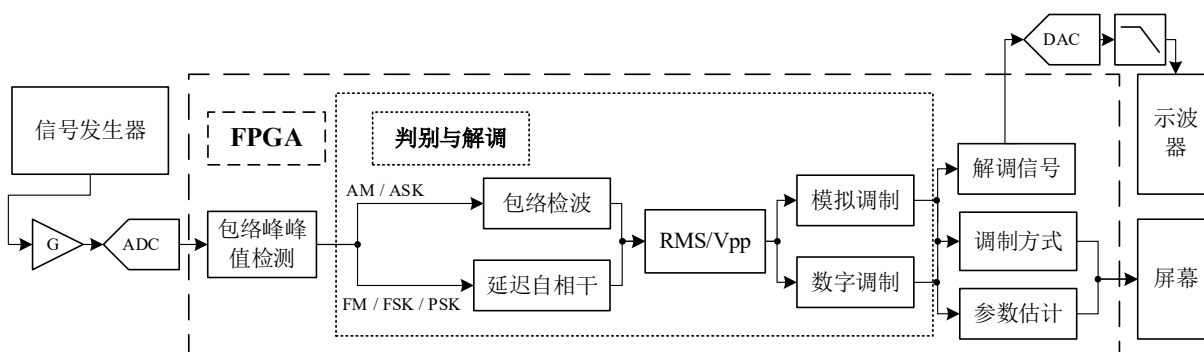 DAC
信号发生器
FPGA
判别与解调
示波
器
解调信号
AM / ASK
包络检波
模拟调制
G
ADC
包络峰峰
值检测
RMS/Vpp
调制方式
屏幕
延迟自相干
数字调制
FM / FSK / PSK
参数估计